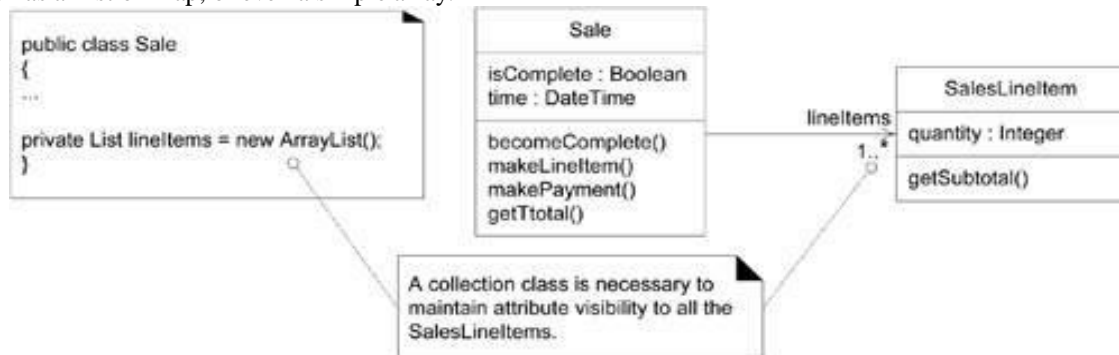 public class Sale
{
...
private List lineItems = new ArrayList();
}
Sale
isComplete : Boolean
time : DateTime
becomeComplete()
makeLineItem()
makePayment()
getTtotal()
lineItems
1..*
SalesLineItem
quantity : Integer
getSubtotal()
A collection class is necessary to
maintain attribute visibility to all the
SalesLineItems.